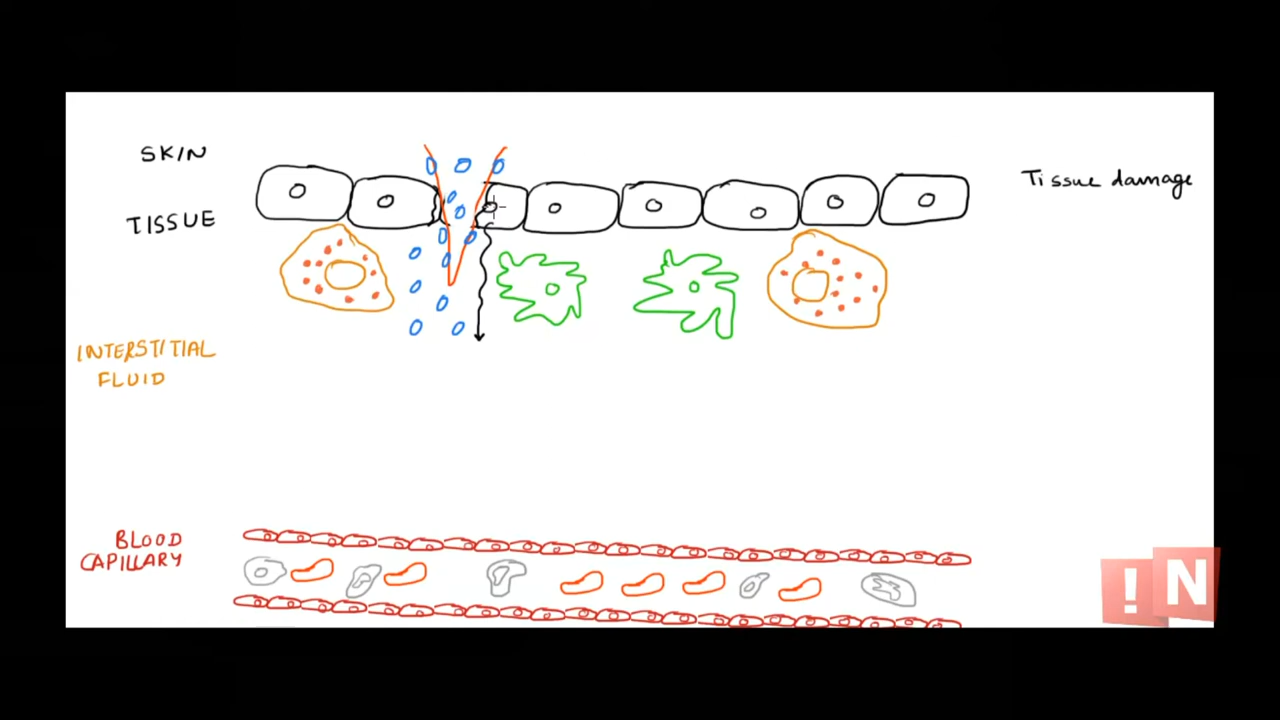 SKIN
TISSUE
Tissue damage
INTERSTITIAL
FLUID
BLOOD
CAPILLARY
! N